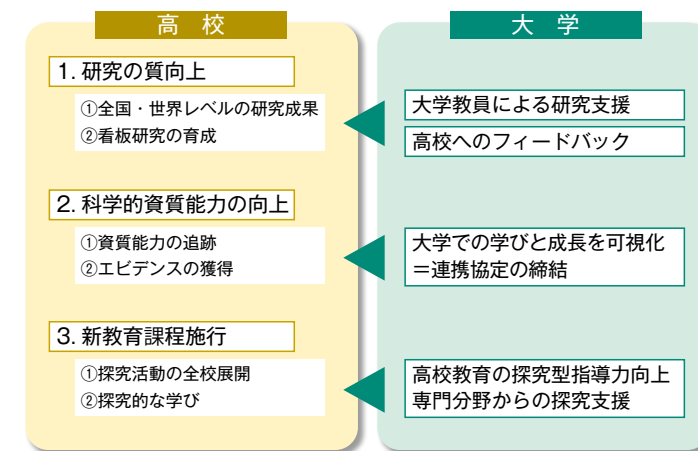 高 校
1. 研究の質向上
①全国・世界レベルの研究成果
②看板研究の育成
2. 科学的資質能力の向上
①資質能力の追跡
②エビデンスの獲得
3. 新教育課程施行
①探究活動の全校展開
②探究的な学び
大 学
大学教員による研究支援
高校へのフィードバック
大学での学びと成長を可視化
＝連携協定の締結
高校教育の探究型指導力向上
専門分野からの探究支援